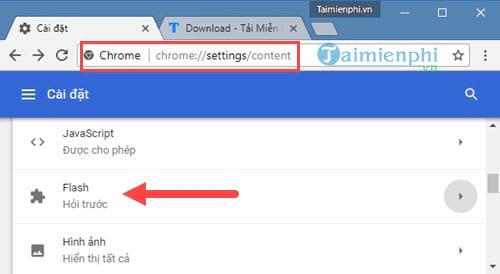 Taimienphi.vn
Cài đặt
Download - Tải Miễn
Chrome | chrome://settings/content
Taimienphi
.vn
Cài đặt
JavaScript
Được cho phép
Flash
Hỏi trước
Hình ảnh
Hiển thị tất cả